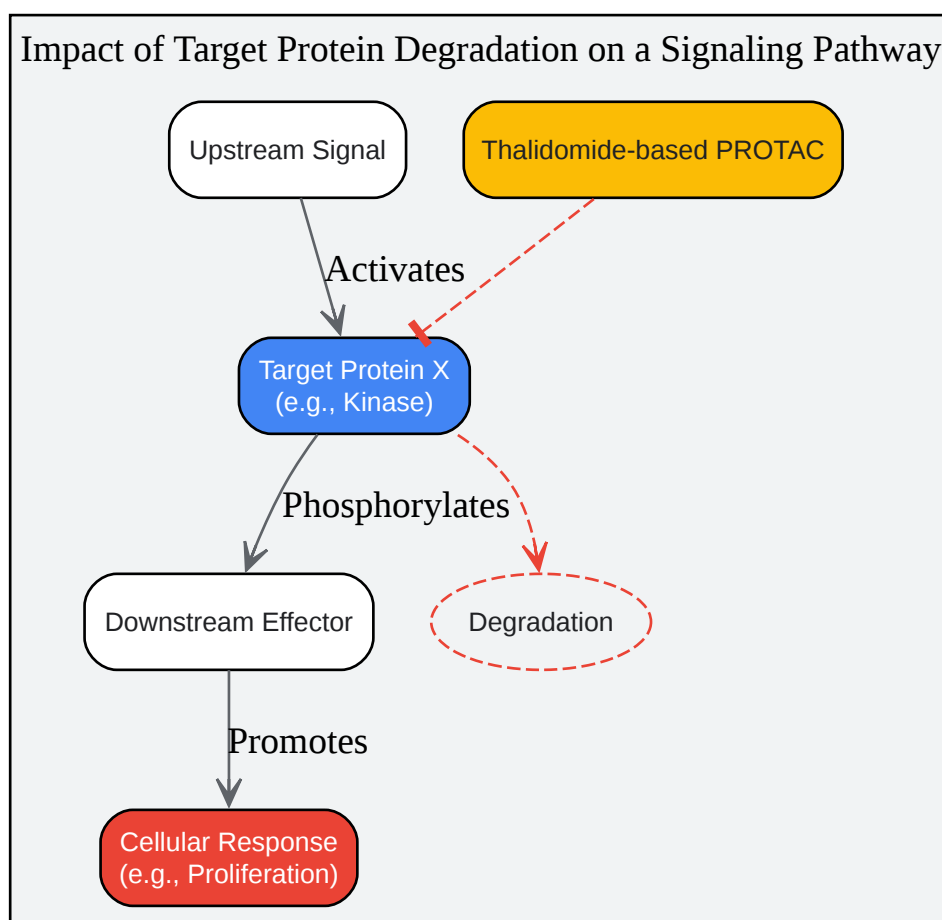 Impact of Target Protein Degradation on a Signaling Pathway
Upstream Signal
Thalidomide-based PROTAC
Activates
Target Protein X
(e.g., Kinase)
Phosphorylates
Downstream Effector
Degradation
Promotes
Cellular Response
(e.g., Proliferation)